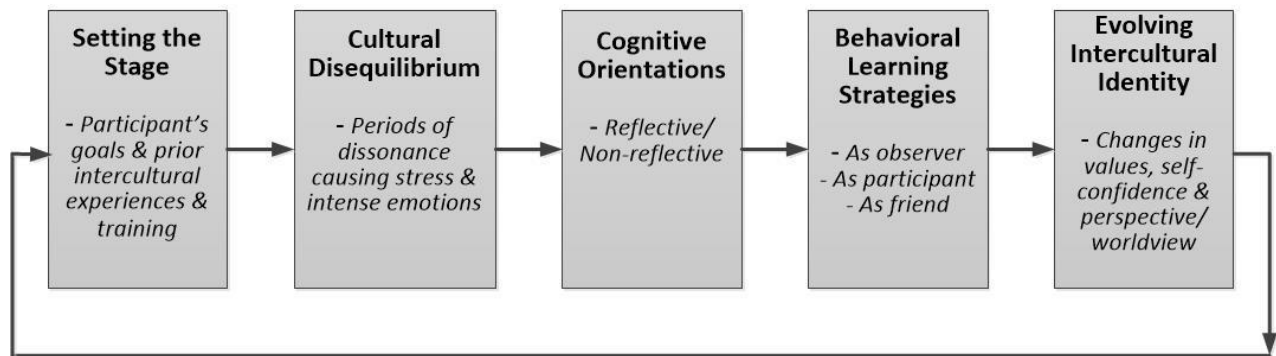 Setting the
Stage
- Participant's
goals & prior
intercultural
experiences &
training
Cultural
Disequilibrium
- Periods of
dissonance
causing stress &
intense emotions
Cognitive
Orientations
- Reflective/
Non-reflective
Behavioral
Learning
Strategies
- As observer
- As participant
- As friend
Evolving
Intercultural
Identity
- Changes in
values, self-
confidence &
perspective/
worldview